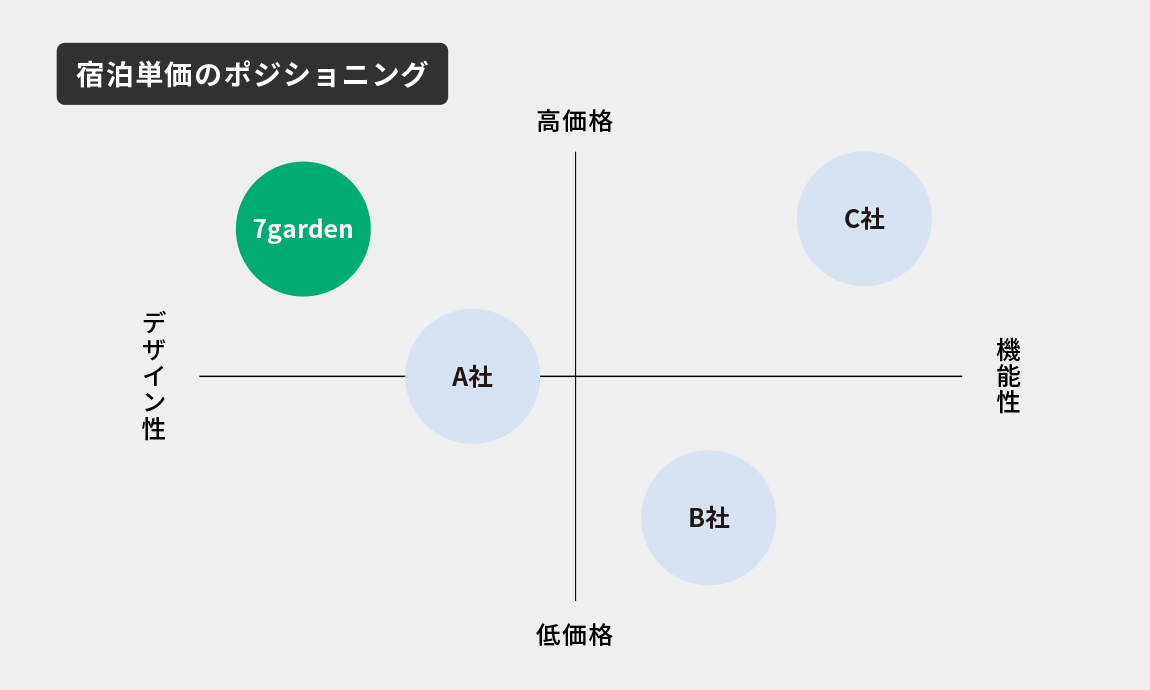 宿泊単価のポジショニング
高価格
7garden
C社
デザイン性
A社
機能性
B社
低価格